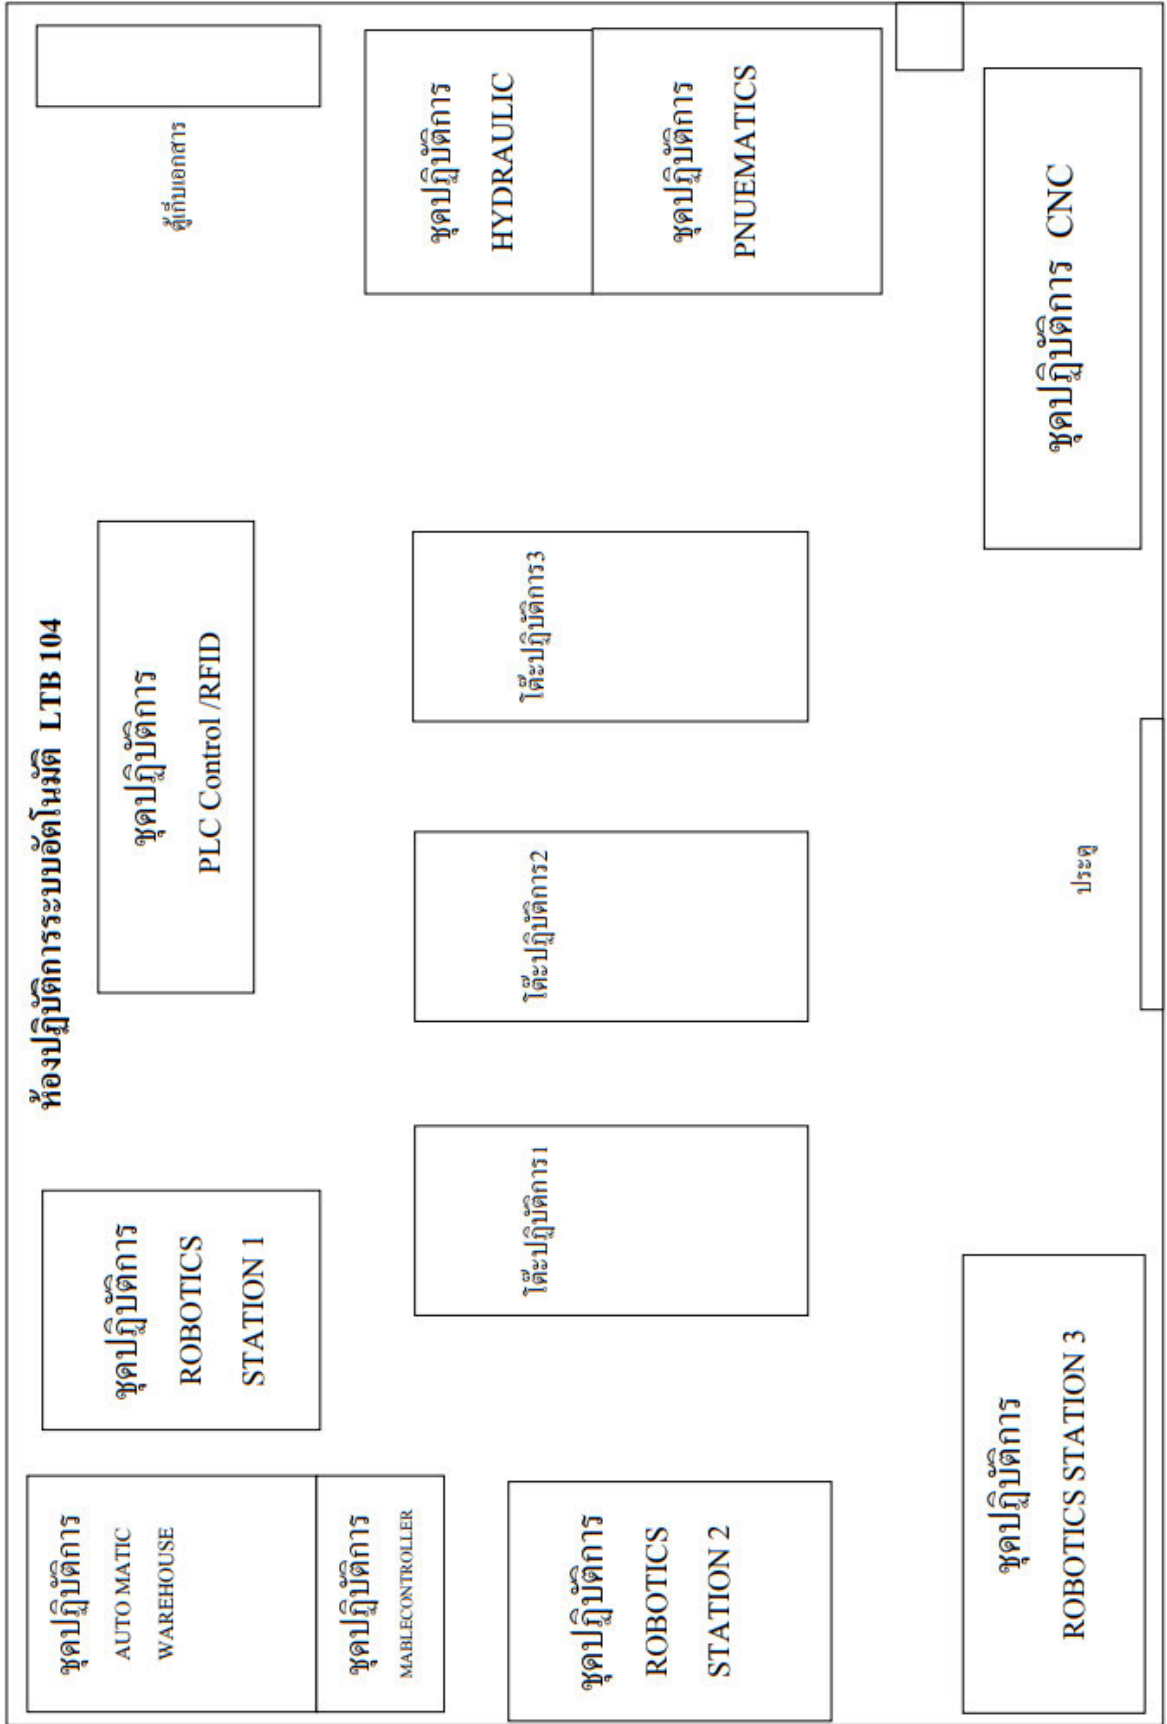 ห้องปฏิบัติการระบบอัตโนมัติ LTB 104
ชุดปฏิบัติการ
AUTO MATIC
WAREHOUSE
ชุดปฏิบัติการ
MABLECONTROLLER
ชุดปฏิบัติการ
ROBOTICS
STATION 1
ชุดปฏิบัติการ
PLC Control /RFID
ตู้เก็บเอกสาร
ชุดปฏิบัติการ
HYDRAULIC
ชุดปฏิบัติการ
PNUEMATICS
ชุดปฏิบัติการ
ROBOTICS
STATION 2
โต๊ะปฏิบัติการ1
โต๊ะปฏิบัติการ2
โต๊ะปฏิบัติการ3
ชุดปฏิบัติการ
ROBOTICS STATION 3
ประตู
ชุดปฏิบัติการ CNC